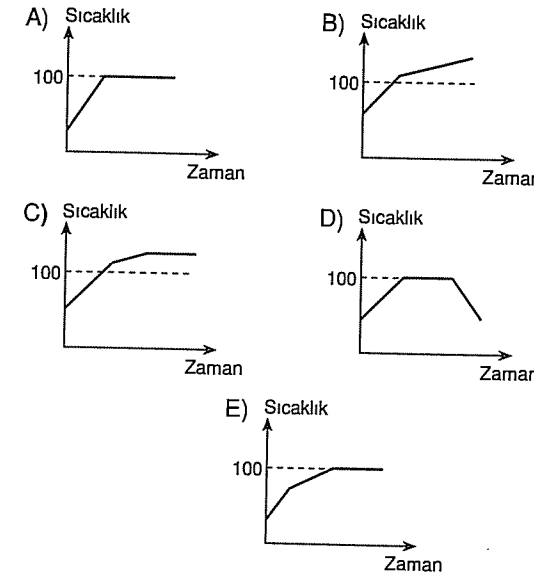 A) Sıcaklık
100
Zaman
B) Sıcaklık
100
Zaman
C) Sıcaklık
100
Zaman
D) Sıcaklık
100
Zaman
E) Sıcaklık
100
Zaman